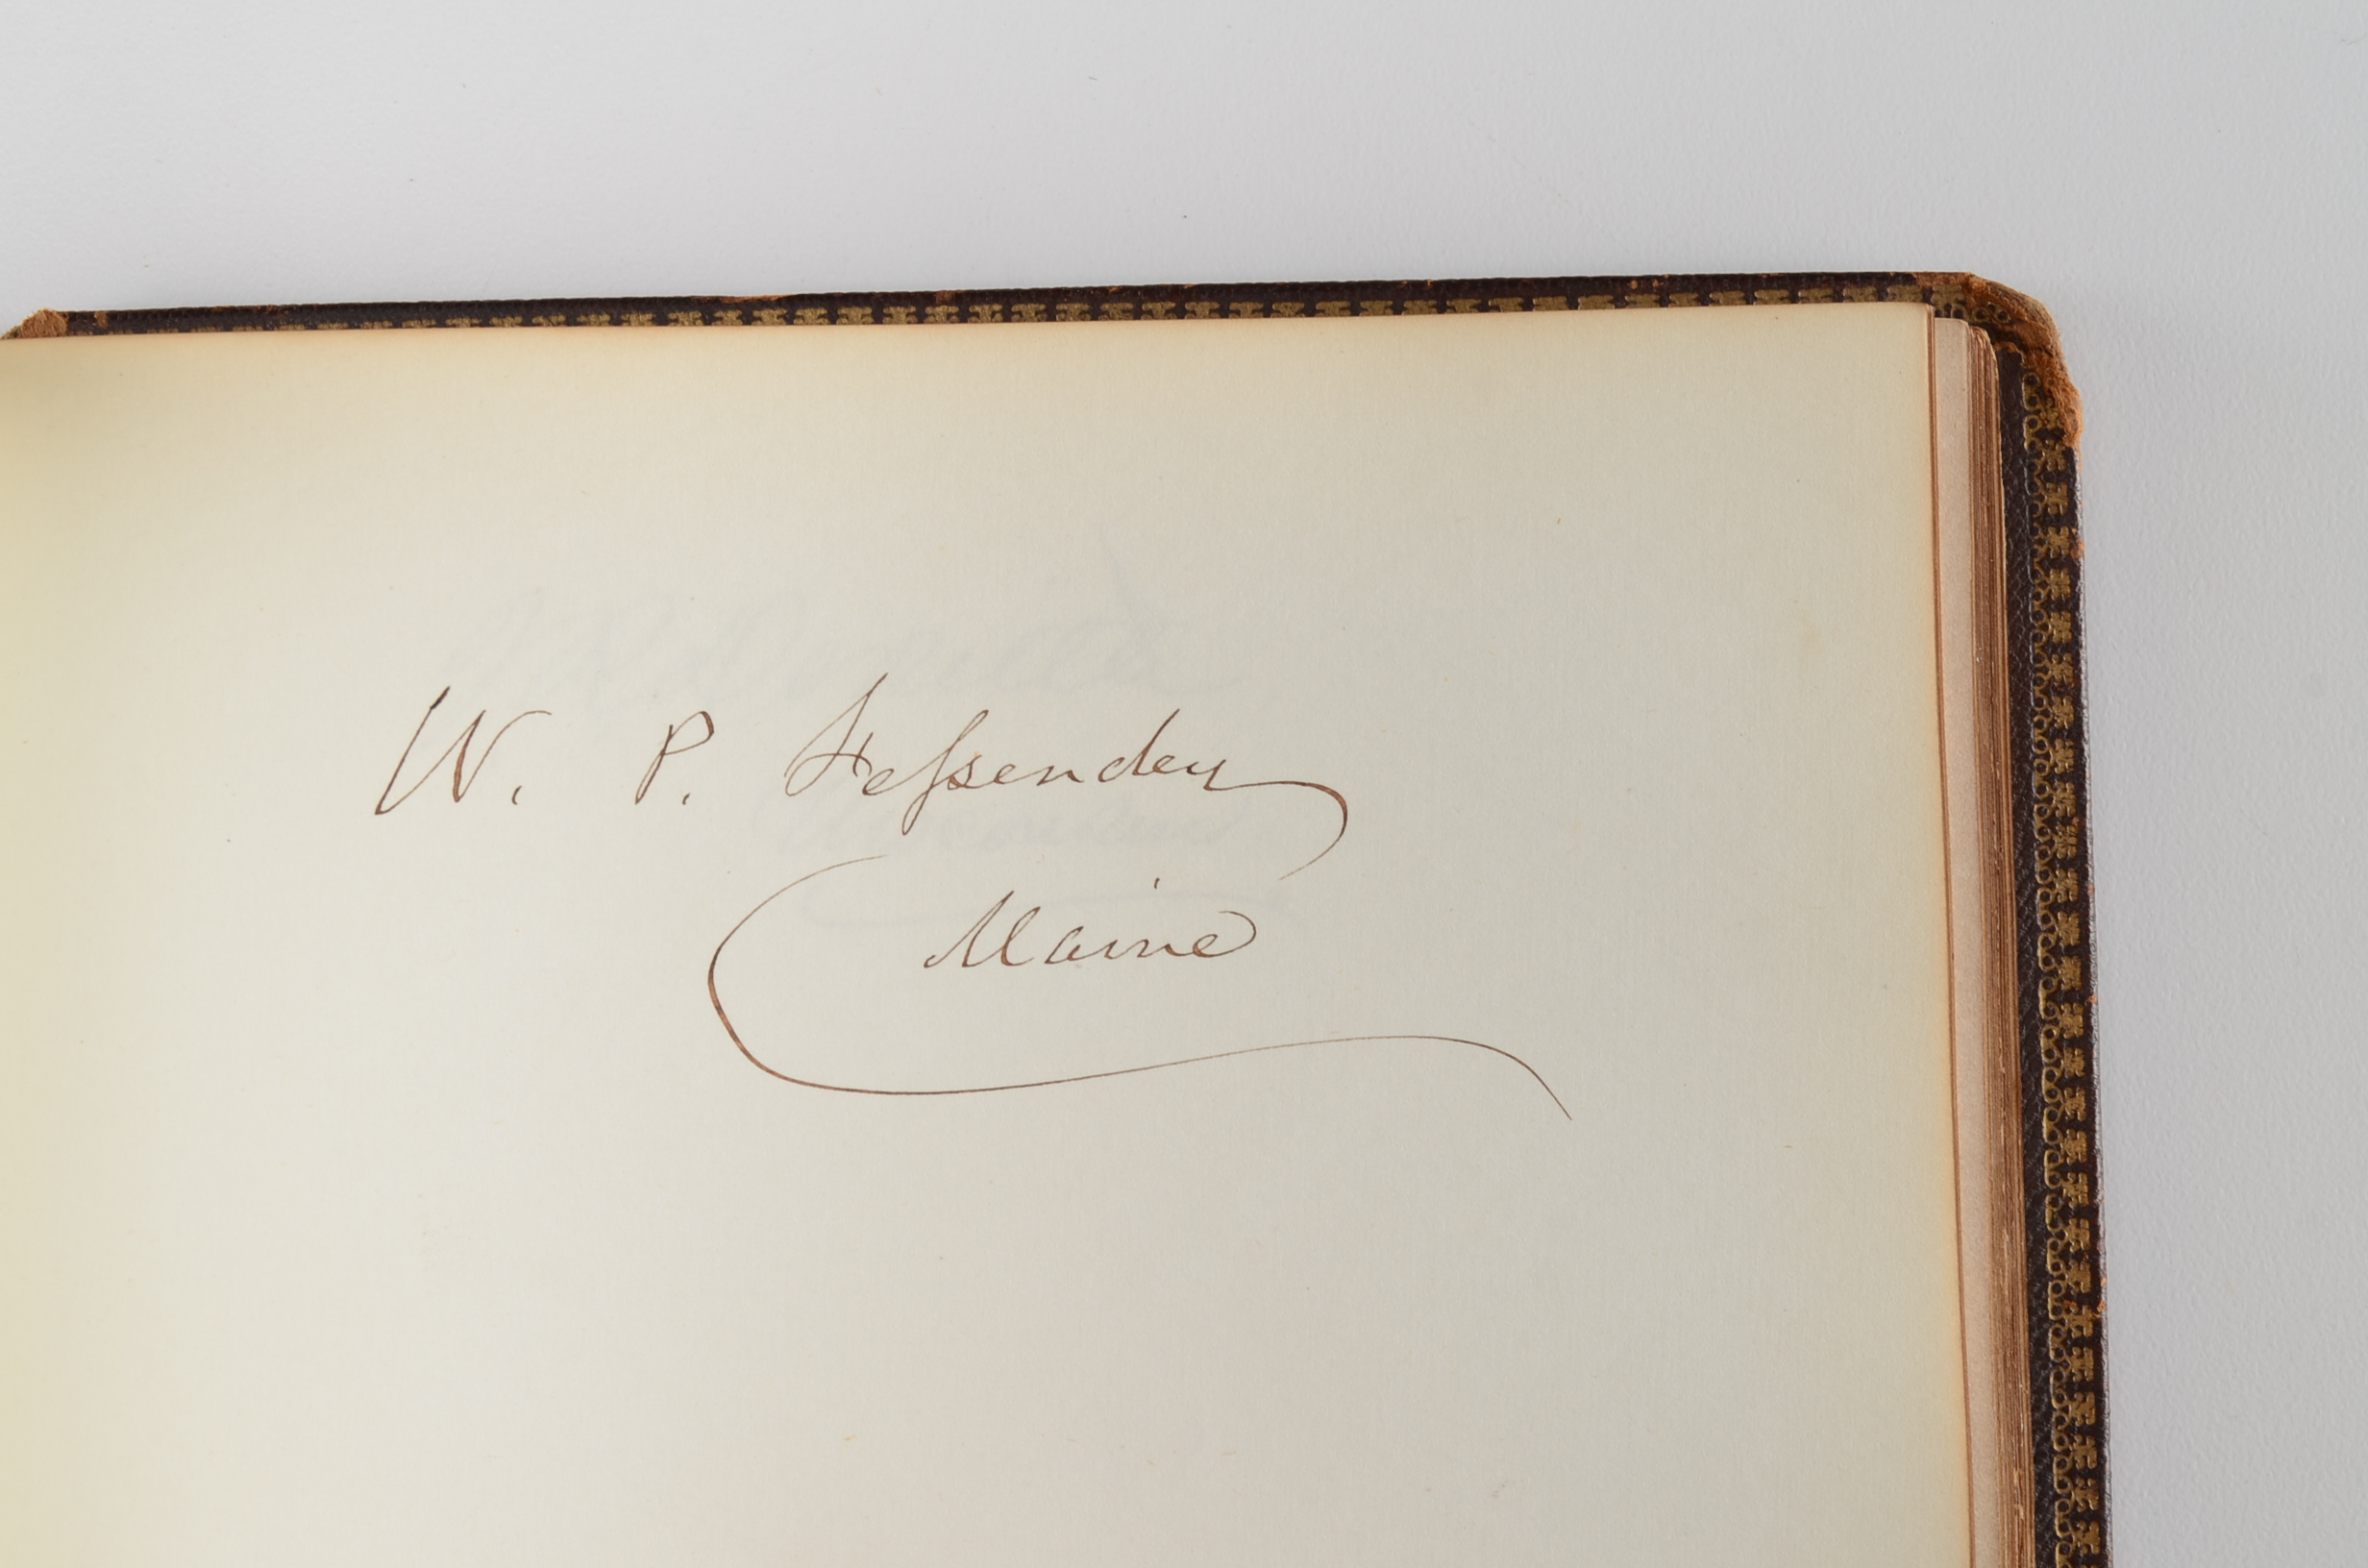 W. P. Fessenden
Maine